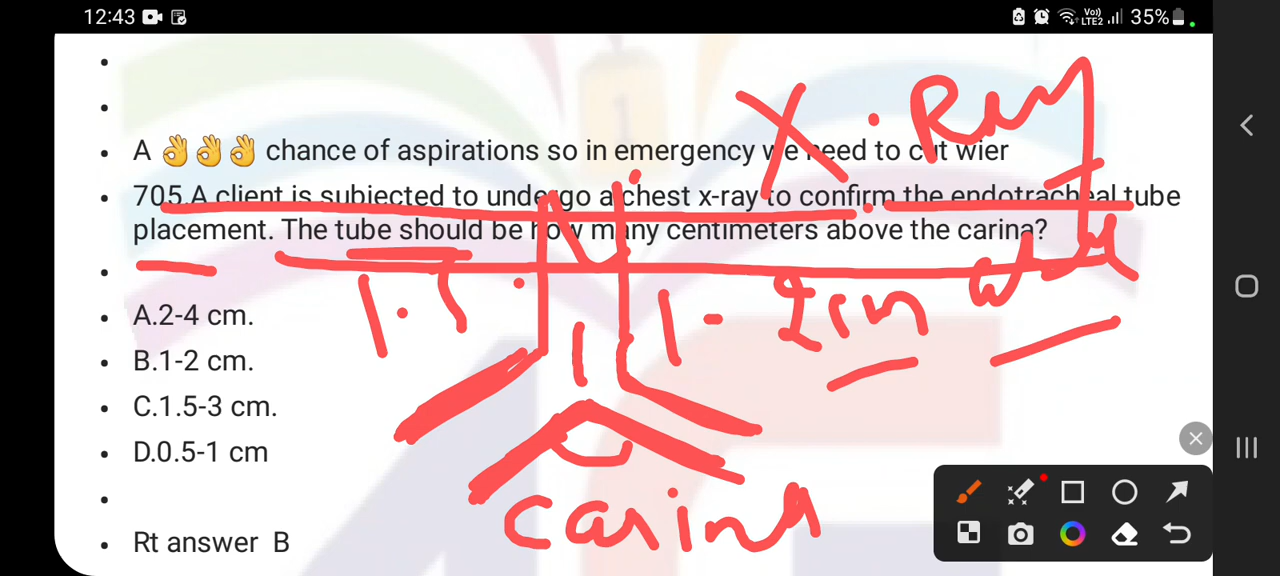 12:43 Vo) LTE2 35%
X.Ray
• A 👌👌👌 chance of aspirations so in emergency we need to cut wier
• 705.A client is subjected to undergo a chest x-ray to confirm the endotracheal tube
placement. The tube should be how many centimeters above the carina?
1-2cm
• A.2-4 cm.
• B.1-2 cm.
• C.1.5-3 cm.
• D.0.5-1 cm
carina
• Rt answer B